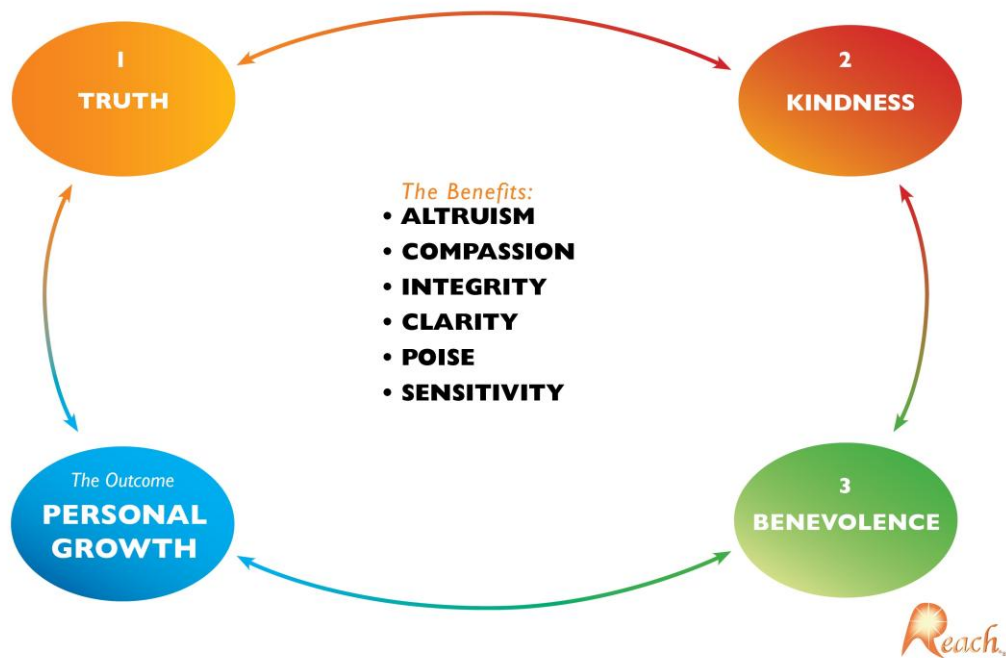 1
TRUTH
2
KINDNESS
The Benefits:
• ALTRUISM
• COMPASSION
• INTEGRITY
• CLARITY
• POISE
• SENSITIVITY
The Outcome
PERSONAL
GROWTH
3
BENEVOLENCE
Reach